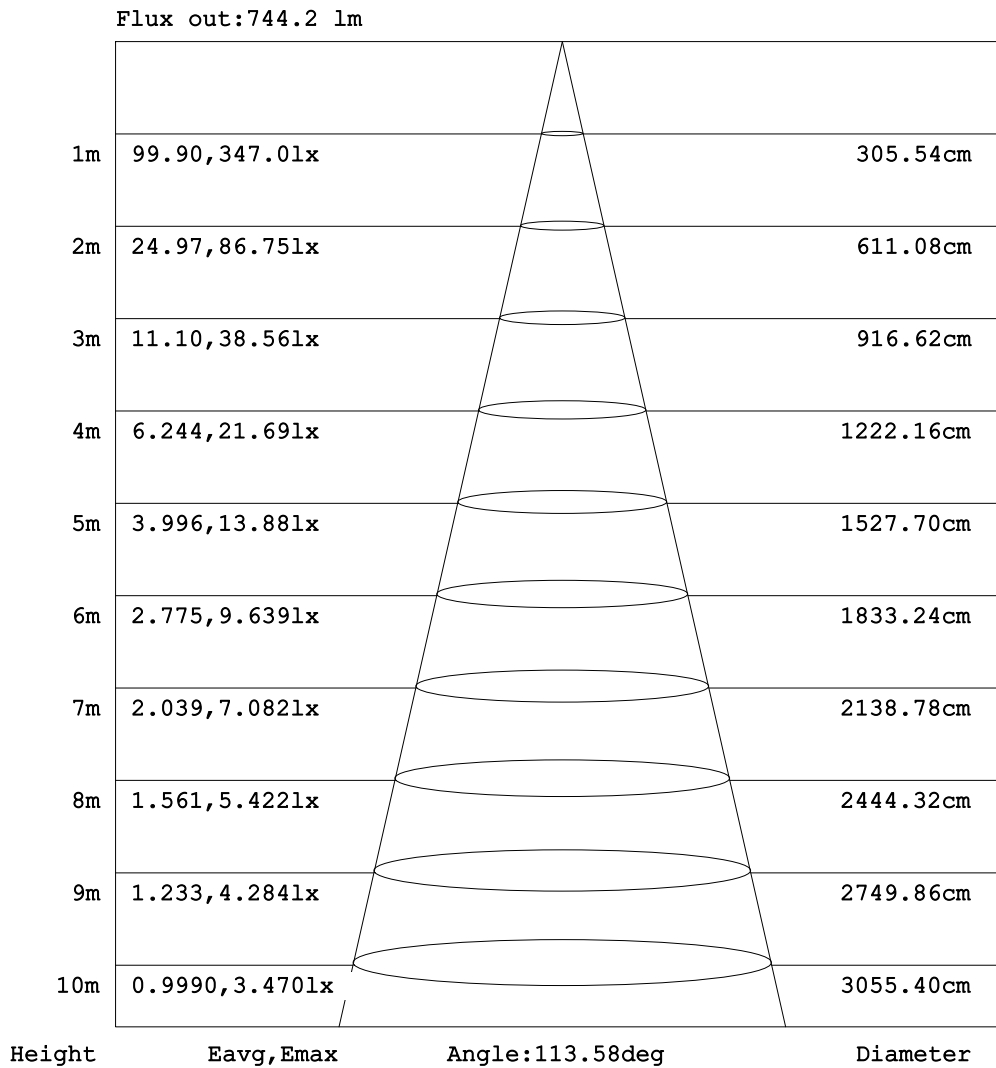 Flux out:744.2 lm
1m 99.90,347.0lx 305.54cm
2m 24.97,86.75lx 611.08cm
3m 11.10,38.56lx 916.62cm
4m 6.244,21.69lx 1222.16cm
5m 3.996,13.88lx 1527.70cm
6m 2.775,9.639lx 1833.24cm
7m 2.039,7.082lx 2138.78cm
8m 1.561,5.422lx 2444.32cm
9m 1.233,4.284lx 2749.86cm
10m 0.9990,3.470lx 3055.40cm
Height Eavg,Emax Angle:113.58deg Diameter